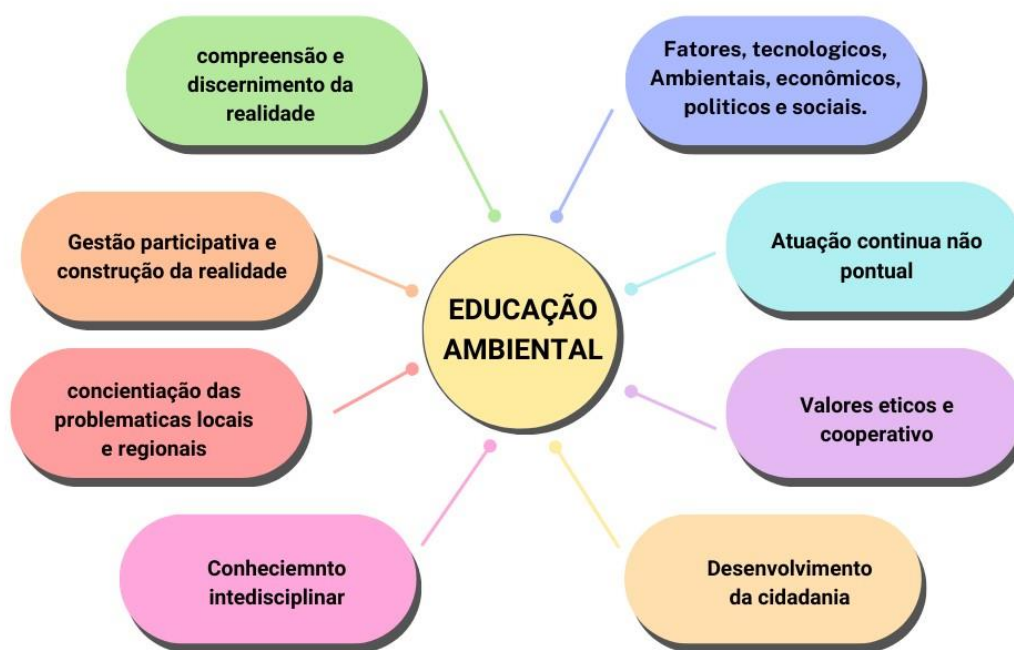 compreensão e
discernimento da
realidade
Fatores, tecnologicos,
Ambientais, econômicos,
politicos e sociais.
Gestão participativa e
construção da realidade
Atuação continua não
pontual
EDUCAÇÃO
AMBIENTAL
concientiação das
problematicas locais
e regionais
Valores eticos e
cooperativo
Conheciemnto
intedisciplinar
Desenvolvimento
da cidadania